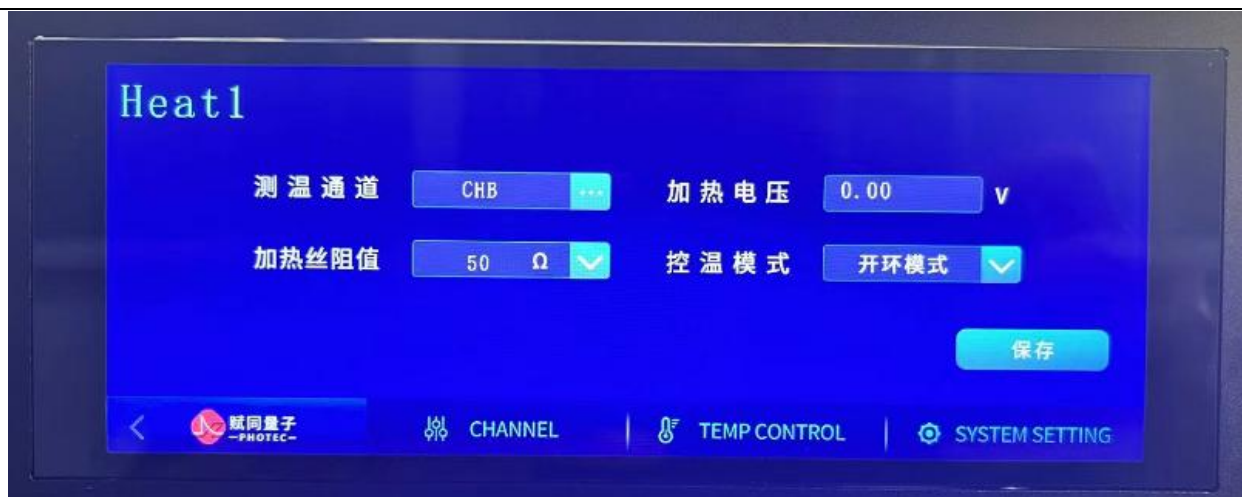 Heat1
测温通道 CHB ... 加热电压 0.00 V
加热丝阻值 50 Ω 控温模式 开环模式
保存
赋同量子 CHANNEL TEMP CONTROL SYSTEM SETTING
-PHOTEC-